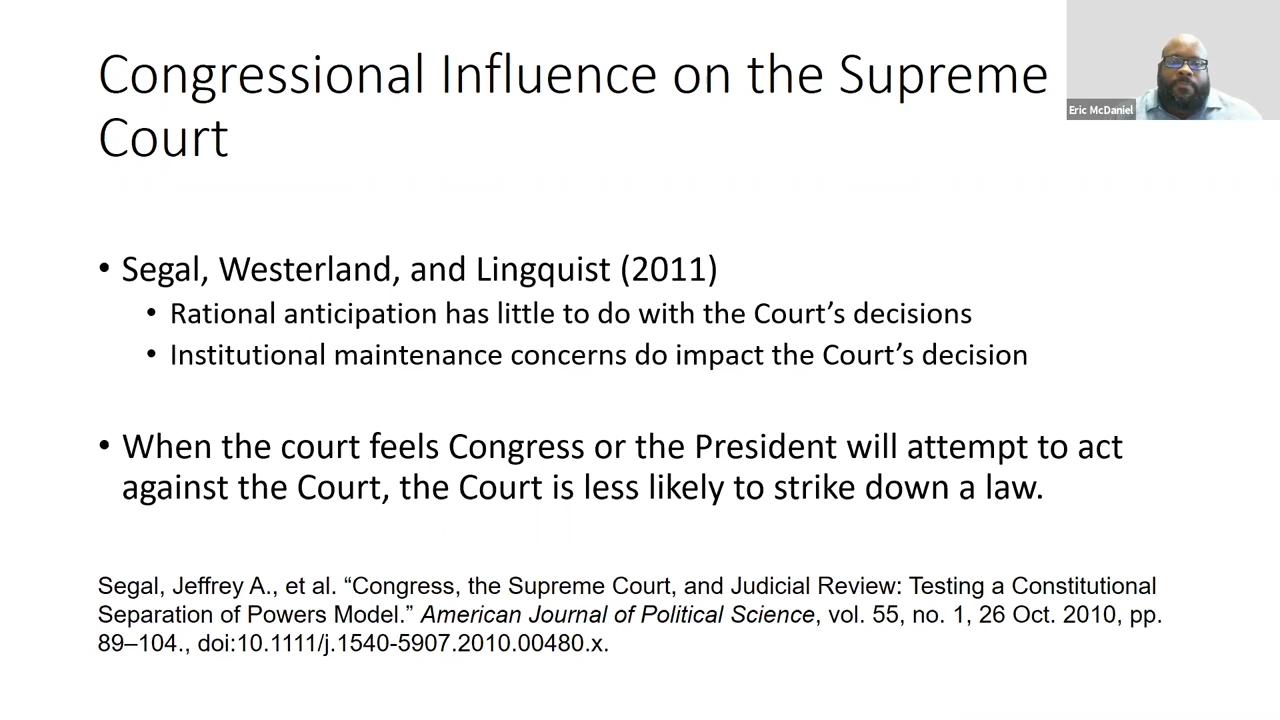 Congressional Influence on the Supreme
Court
Eric McDaniel
• Segal, Westerland, and Lingquist (2011)
• Rational anticipation has little to do with the Court’s decisions
• Institutional maintenance concerns do impact the Court’s decision
• When the court feels Congress or the President will attempt to act
against the Court, the Court is less likely to strike down a law.
Segal, Jeffrey A., et al. “Congress, the Supreme Court, and Judicial Review: Testing a Constitutional
Separation of Powers Model.” American Journal of Political Science, vol. 55, no. 1, 26 Oct. 2010, pp.
89–104., doi:10.1111/j.1540-5907.2010.00480.x.